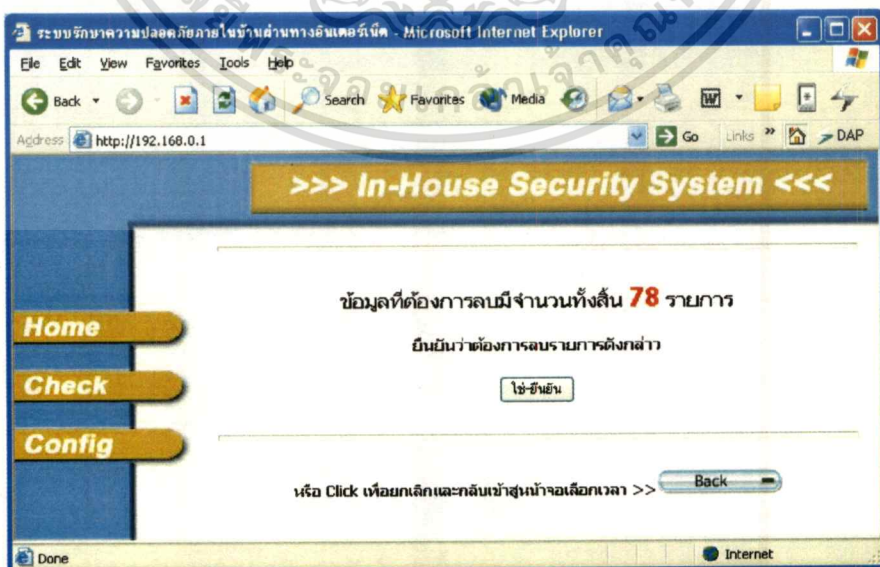 ระบบรักษาความปลอดภัยภายในบ้านผ่านทางอินเตอร์เน็ต - Microsoft Internet Explorer
File Edit View Favorites Tools Help
Back Search Favorites Media
Address http://192.168.0.1 Go Links » DAP
>>> In-House Security System <<<
ข้อมูลที่ต้องการลบมีจำนวนทั้งสิ้น 78 รายการ
Home
ยืนยันว่าต้องการลบรายการดังกล่าว
Check
ใช่-ยืนยัน
Config
หรือ Click เพื่อยกเลิกและกลับเข้าสู่หน้าจอเลือกเวลา >> Back
Done Internet